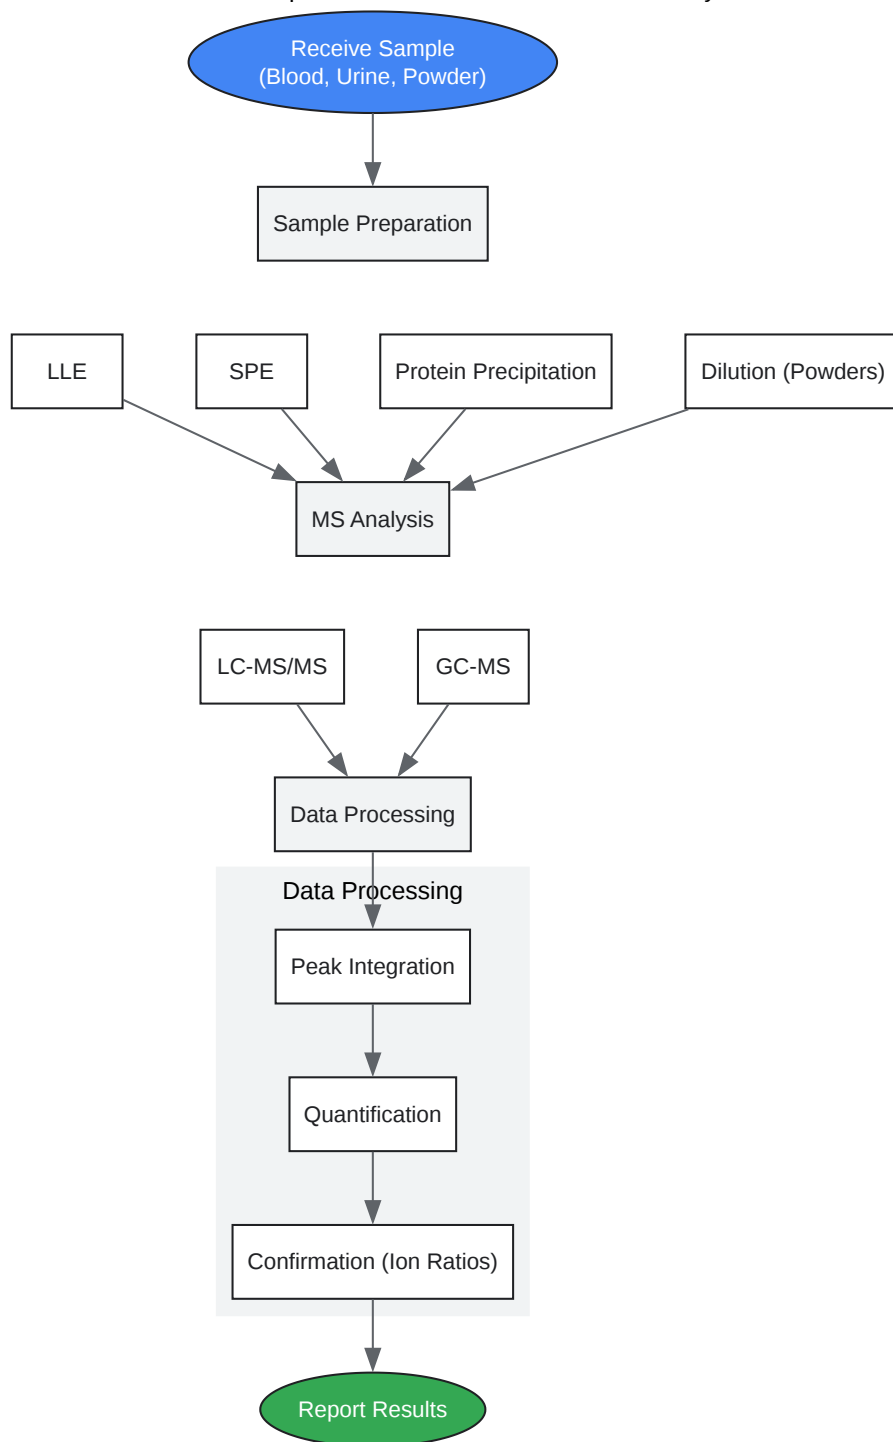 Receive Sample
(Blood, Urine, Powder)
Sample Preparation
LLE
SPE
Protein Precipitation
Dilution (Powders)
MS Analysis
LC-MS/MS
GC-MS
Data Processing
Data Processing
Peak Integration
Quantification
Confirmation (Ion Ratios)
Report Results